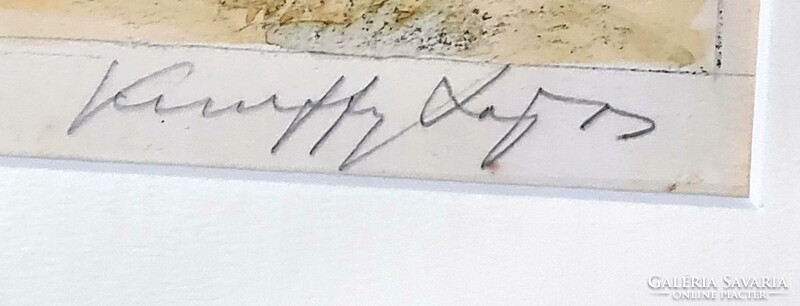 Kunffy Lajos
GALÉRIA SAVARIA
ONLINE PIACTÉR